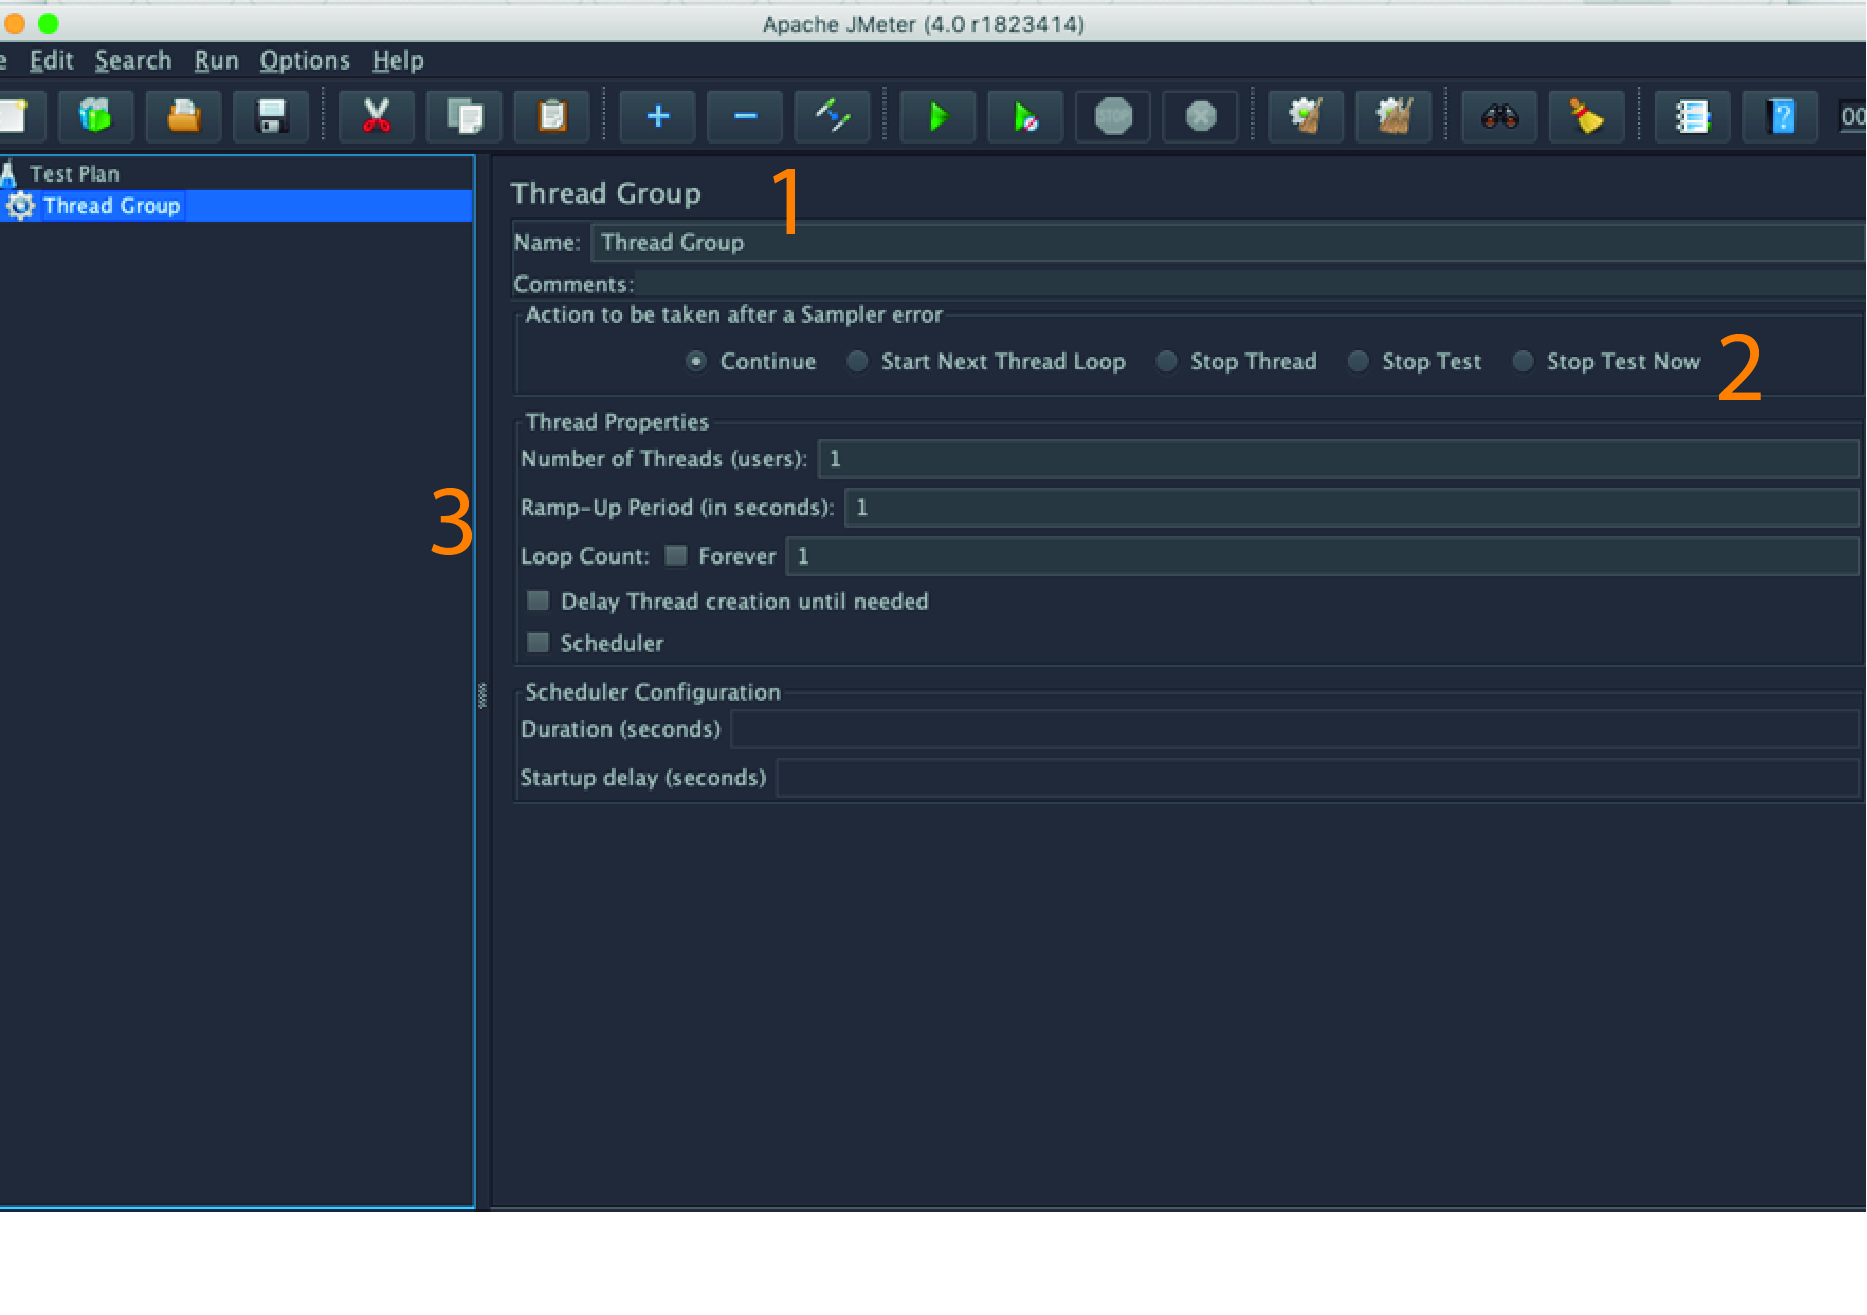 Apache JMeter (4.0 r1823414)
e Edit Search Run Options Help
STOP ? 00
Test Plan
Thread Group
Thread Group 1
Name: Thread Group
Comments:
Action to be taken after a Sampler error
Continue Start Next Thread Loop Stop Thread Stop Test Stop Test Now 2
Thread Properties
Number of Threads (users): 1
3
Ramp-Up Period (in seconds): 1
Loop Count: Forever 1
Delay Thread creation until needed
Scheduler
Scheduler Configuration
Duration (seconds)
Startup delay (seconds)